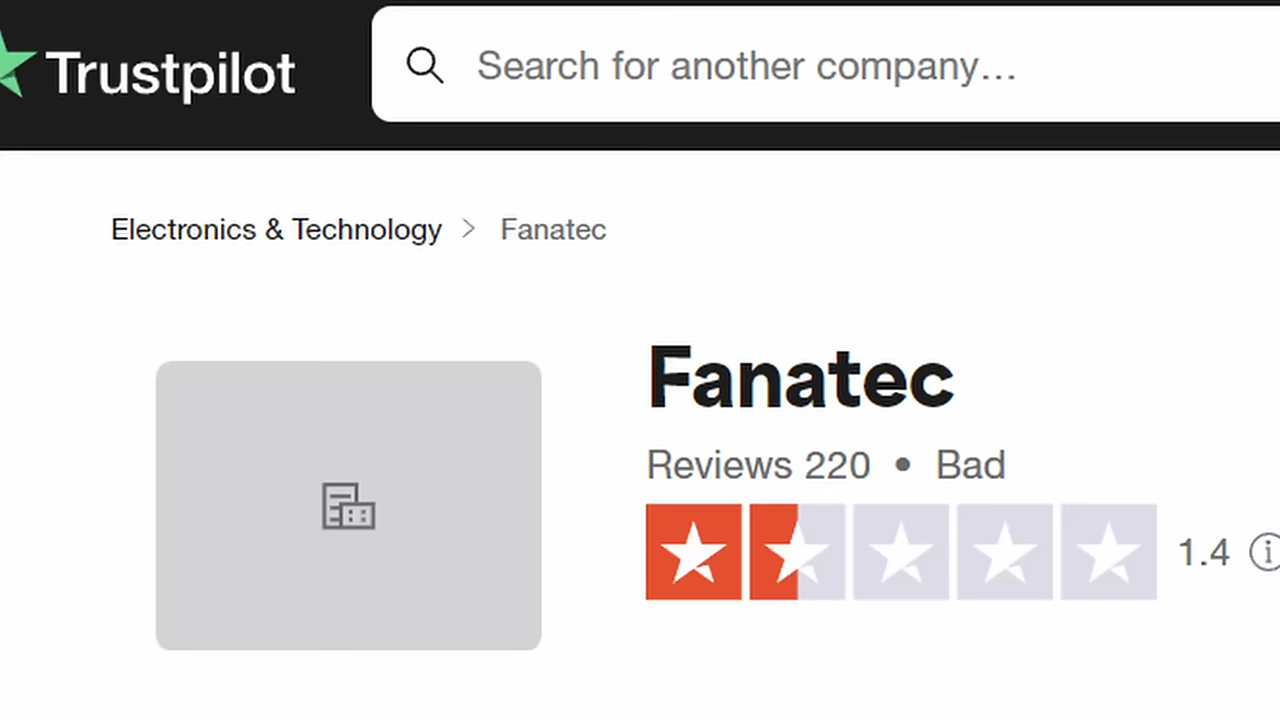 Trustpilot
Search for another company...
Electronics & Technology > Fanatec
Fanatec
Reviews 220 • Bad
1.4